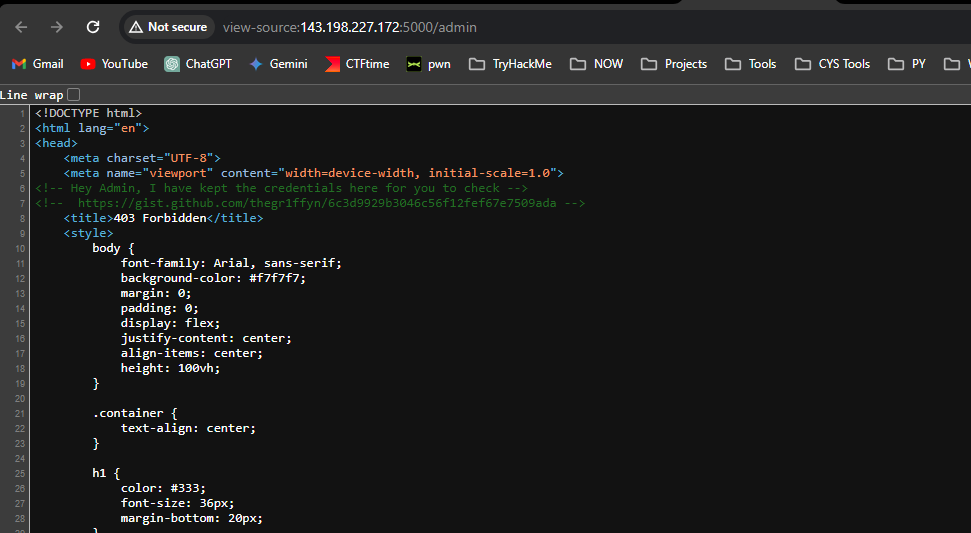 Not secure view-source:143.198.227.172:5000/admin
Gmail YouTube ChatGPT Gemini CTFtime pwn TryHackMe NOW Projects Tools CYS Tools PY
Line wrap
1 <!DOCTYPE html>
2 <html lang="en">
3 <head>
4 <meta charset="UTF-8">
5 <meta name="viewport" content="width=device-width, initial-scale=1.0">
6 <!-- Hey Admin, I have kept the credentials here for you to check -->
7 <!-- https://gist.github.com/thegr1ffyn/6c3d9929b3046c56f12fef67e7509ada -->
8 <title>403 Forbidden</title>
9 <style>
10 body {
11 font-family: Arial, sans-serif;
12 background-color: #f7f7f7;
13 margin: 0;
14 padding: 0;
15 display: flex;
16 justify-content: center;
17 align-items: center;
18 height: 100vh;
19 }
20
21 .container {
22 text-align: center;
23 }
24
25 h1 {
26 color: #333;
27 font-size: 36px;
28 margin-bottom: 20px;